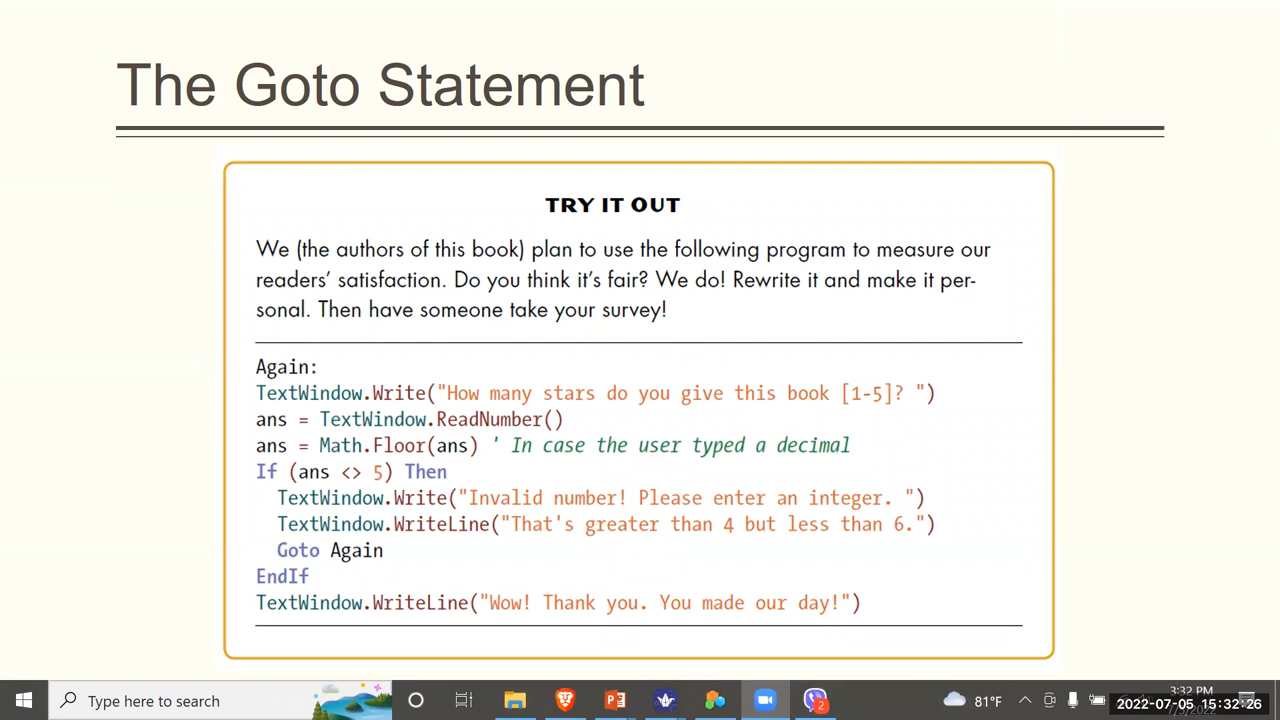 The Goto Statement
TRY IT OUT
We (the authors of this book) plan to use the following program to measure our
readers' satisfaction. Do you think it's fair? We do! Rewrite it and make it per-
sonal. Then have someone take your survey!
Again:
TextWindow.Write("How many stars do you give this book [1-5]? ")
ans = TextWindow.ReadNumber()
ans = Math.Floor(ans) ' In case the user typed a decimal
If (ans <> 5) Then
  TextWindow.Write("Invalid number! Please enter an integer. ")
  TextWindow.WriteLine("That's greater than 4 but less than 6.")
  Goto Again
EndIf
TextWindow.WriteLine("Wow! Thank you. You made our day!")
Type here to search
2
81°F
3:32 PM
2022-07-05 15:32:26